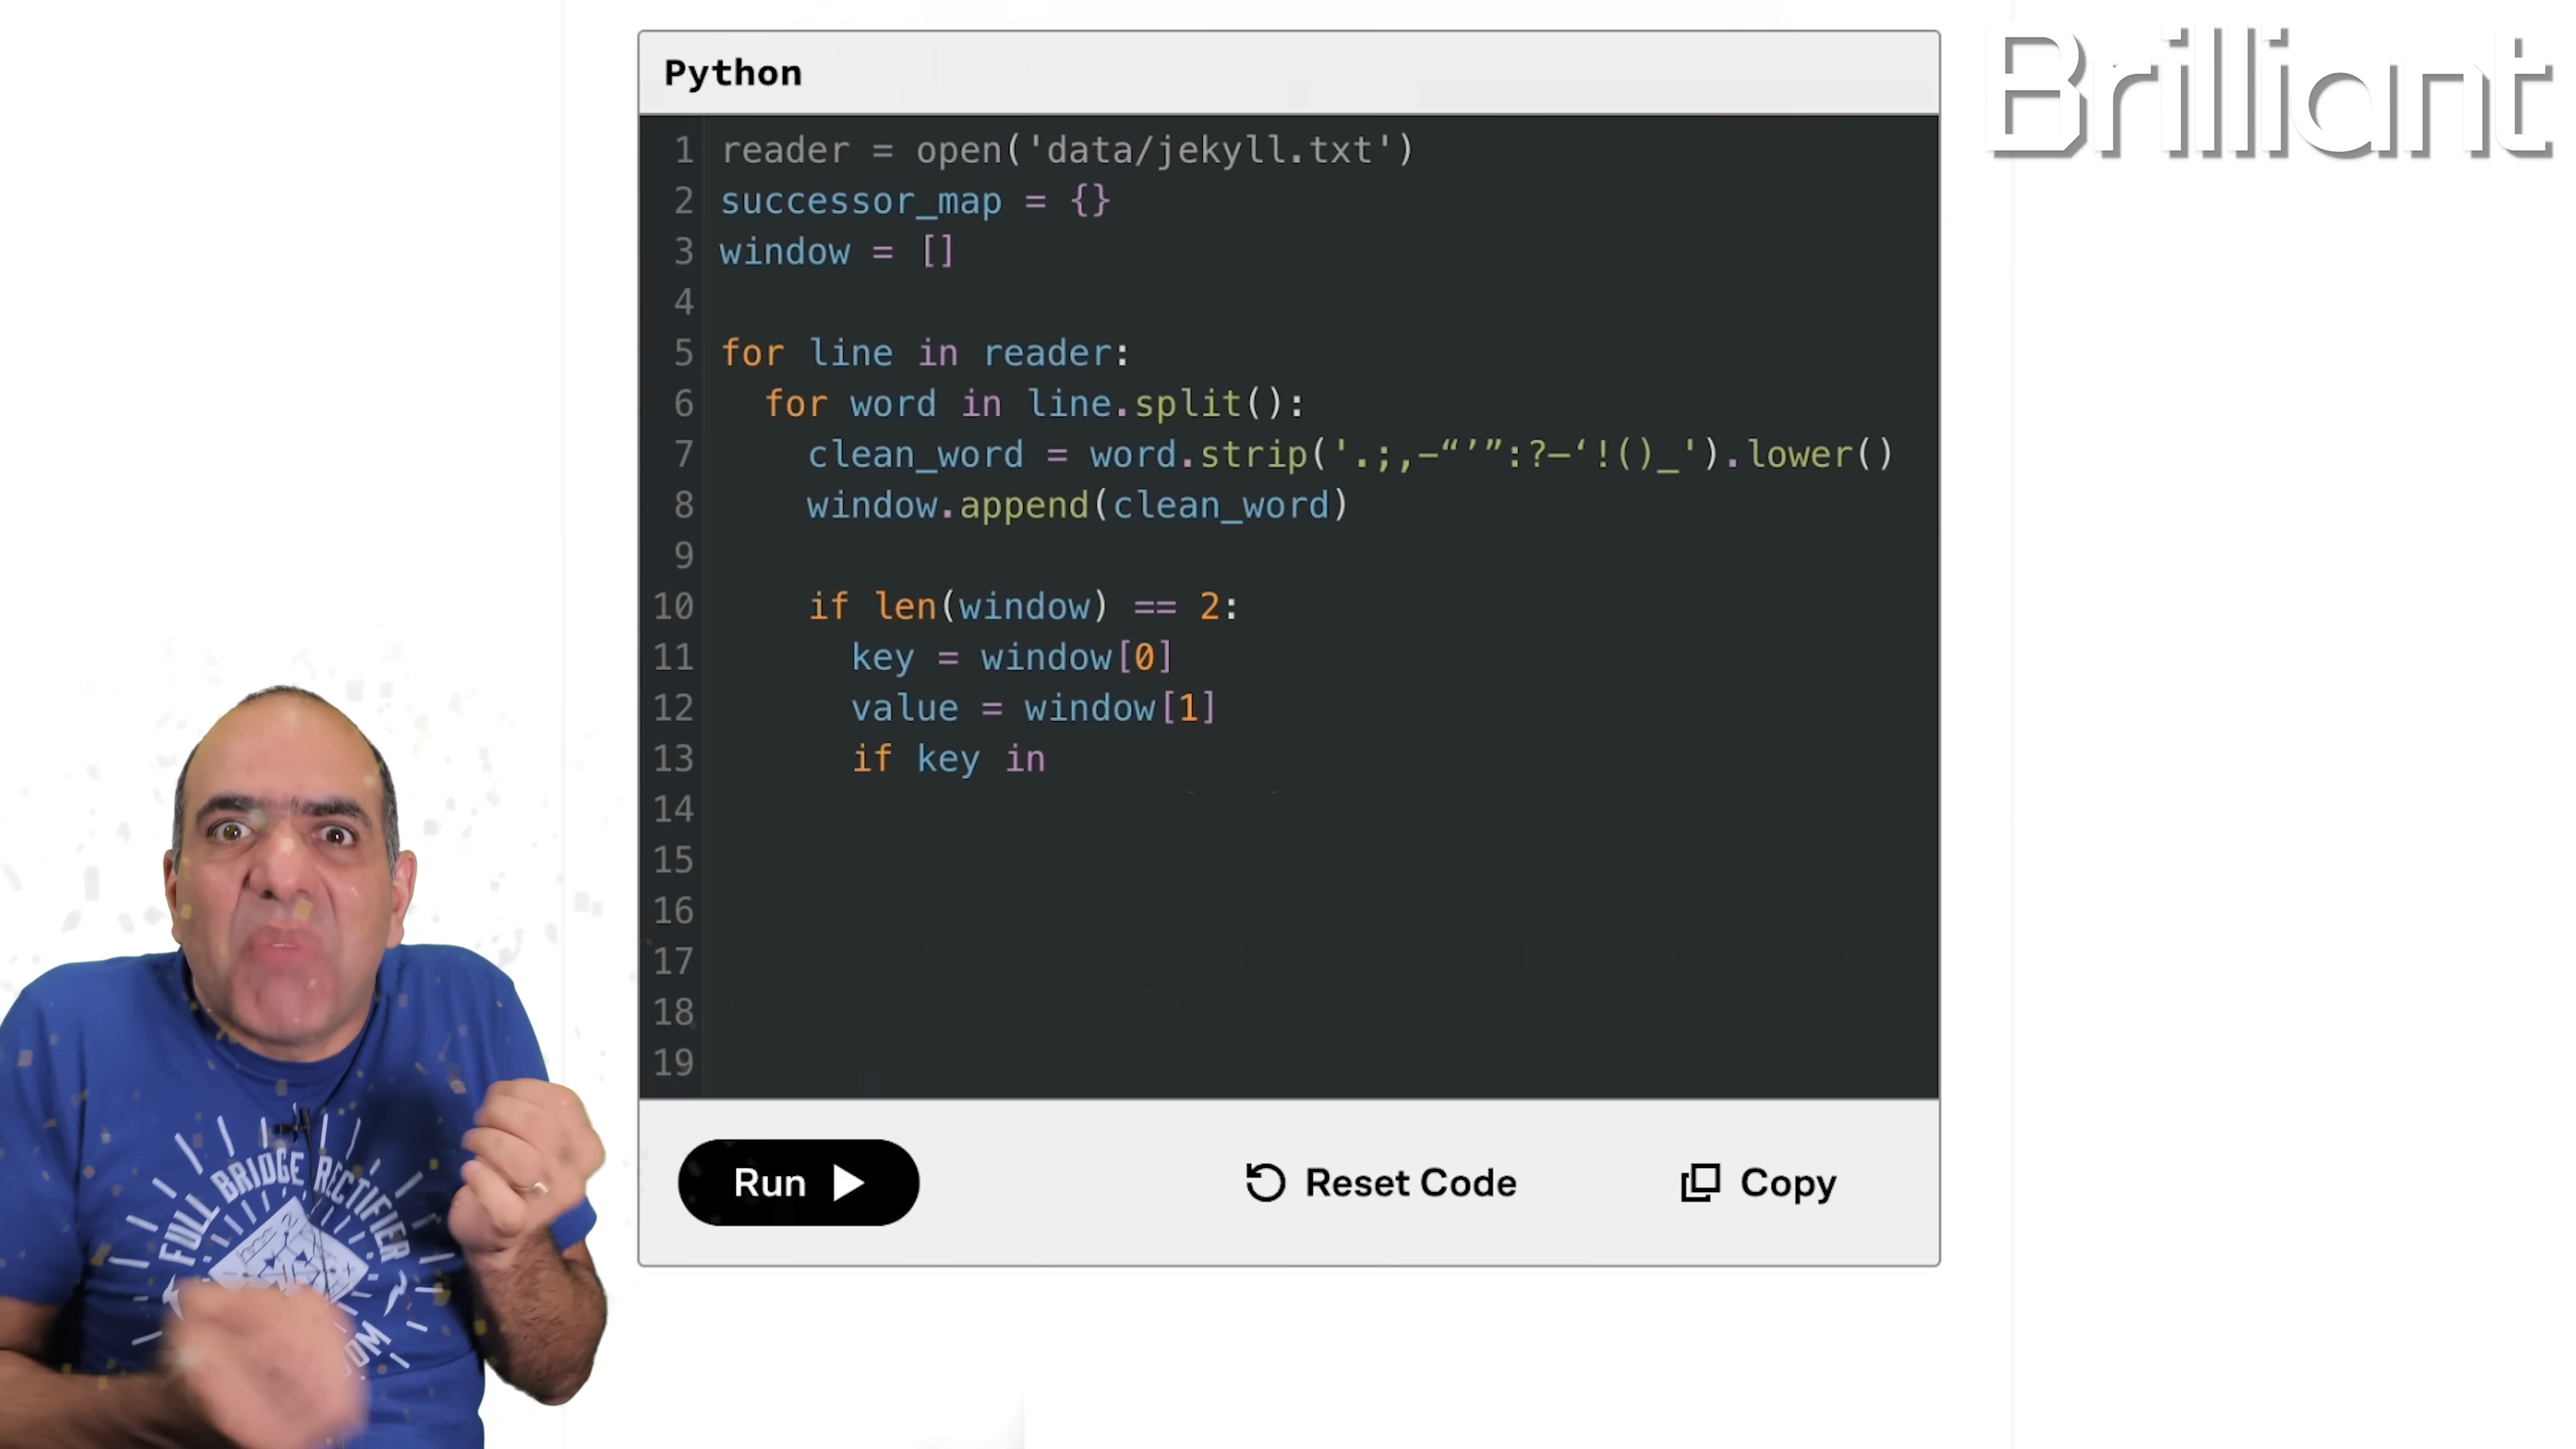 Brilliant
Python
1 reader = open('data/jekyll.txt')
2 successor_map = {}
3 window = []
4
5 for line in reader:
6   for word in line.split():
7     clean_word = word.strip('.;,—“’”:?—‘!()_').lower()
8     window.append(clean_word)
9
10     if len(window) == 2:
11       key = window[0]
12       value = window[1]
13       if key in
14
15
16
17
18
19
Run
Reset Code
Copy
FULL BRIDGE RECTIFIER